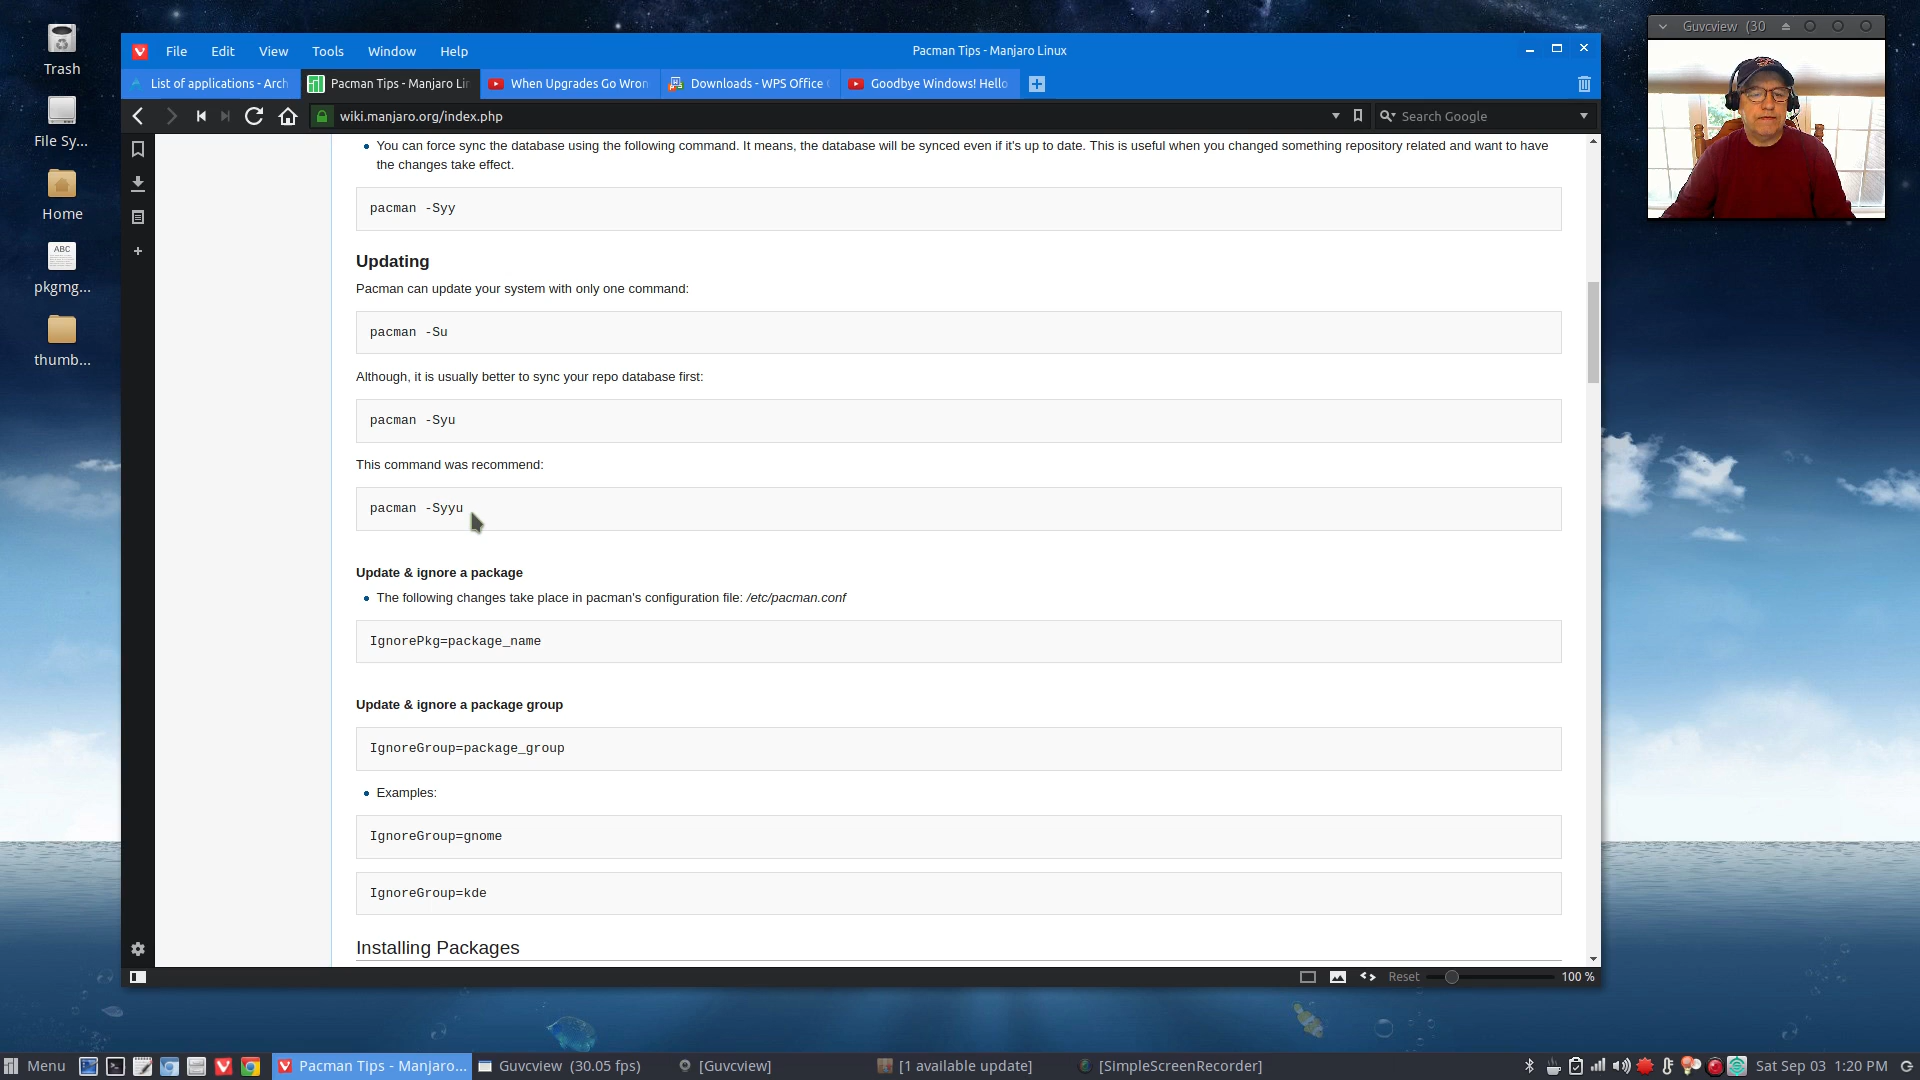 Trash
File Sy...
Home
ABC
pkgmg...
thumb...
File Edit View Tools Window Help
Pacman Tips - Manjaro Linux
List of applications - Arch
Pacman Tips - Manjaro Lin
When Upgrades Go Wron
Downloads - WPS Office
Goodbye Windows! Hello
wiki.manjaro.org/index.php
Search Google
You can force sync the database using the following command. It means, the database will be synced even if it's up to date. This is useful when you changed something repository related and want to have
the changes take effect.
pacman -Syy
Updating
Pacman can update your system with only one command:
pacman -Su
Although, it is usually better to sync your repo database first:
pacman -Syu
This command was recommend:
pacman -Syyu
Update & ignore a package
The following changes take place in pacman's configuration file: /etc/pacman.conf
IgnorePkg=package_name
Update & ignore a package group
IgnoreGroup=package_group
Examples:
IgnoreGroup=gnome
IgnoreGroup=kde
Installing Packages
Reset
100 %
Guvcview (30
Menu
Pacman Tips - Manjaro...
Guvcview (30.05 fps)
[Guvcview]
[1 available update]
[SimpleScreenRecorder]
Sat Sep 03 1:20 PM